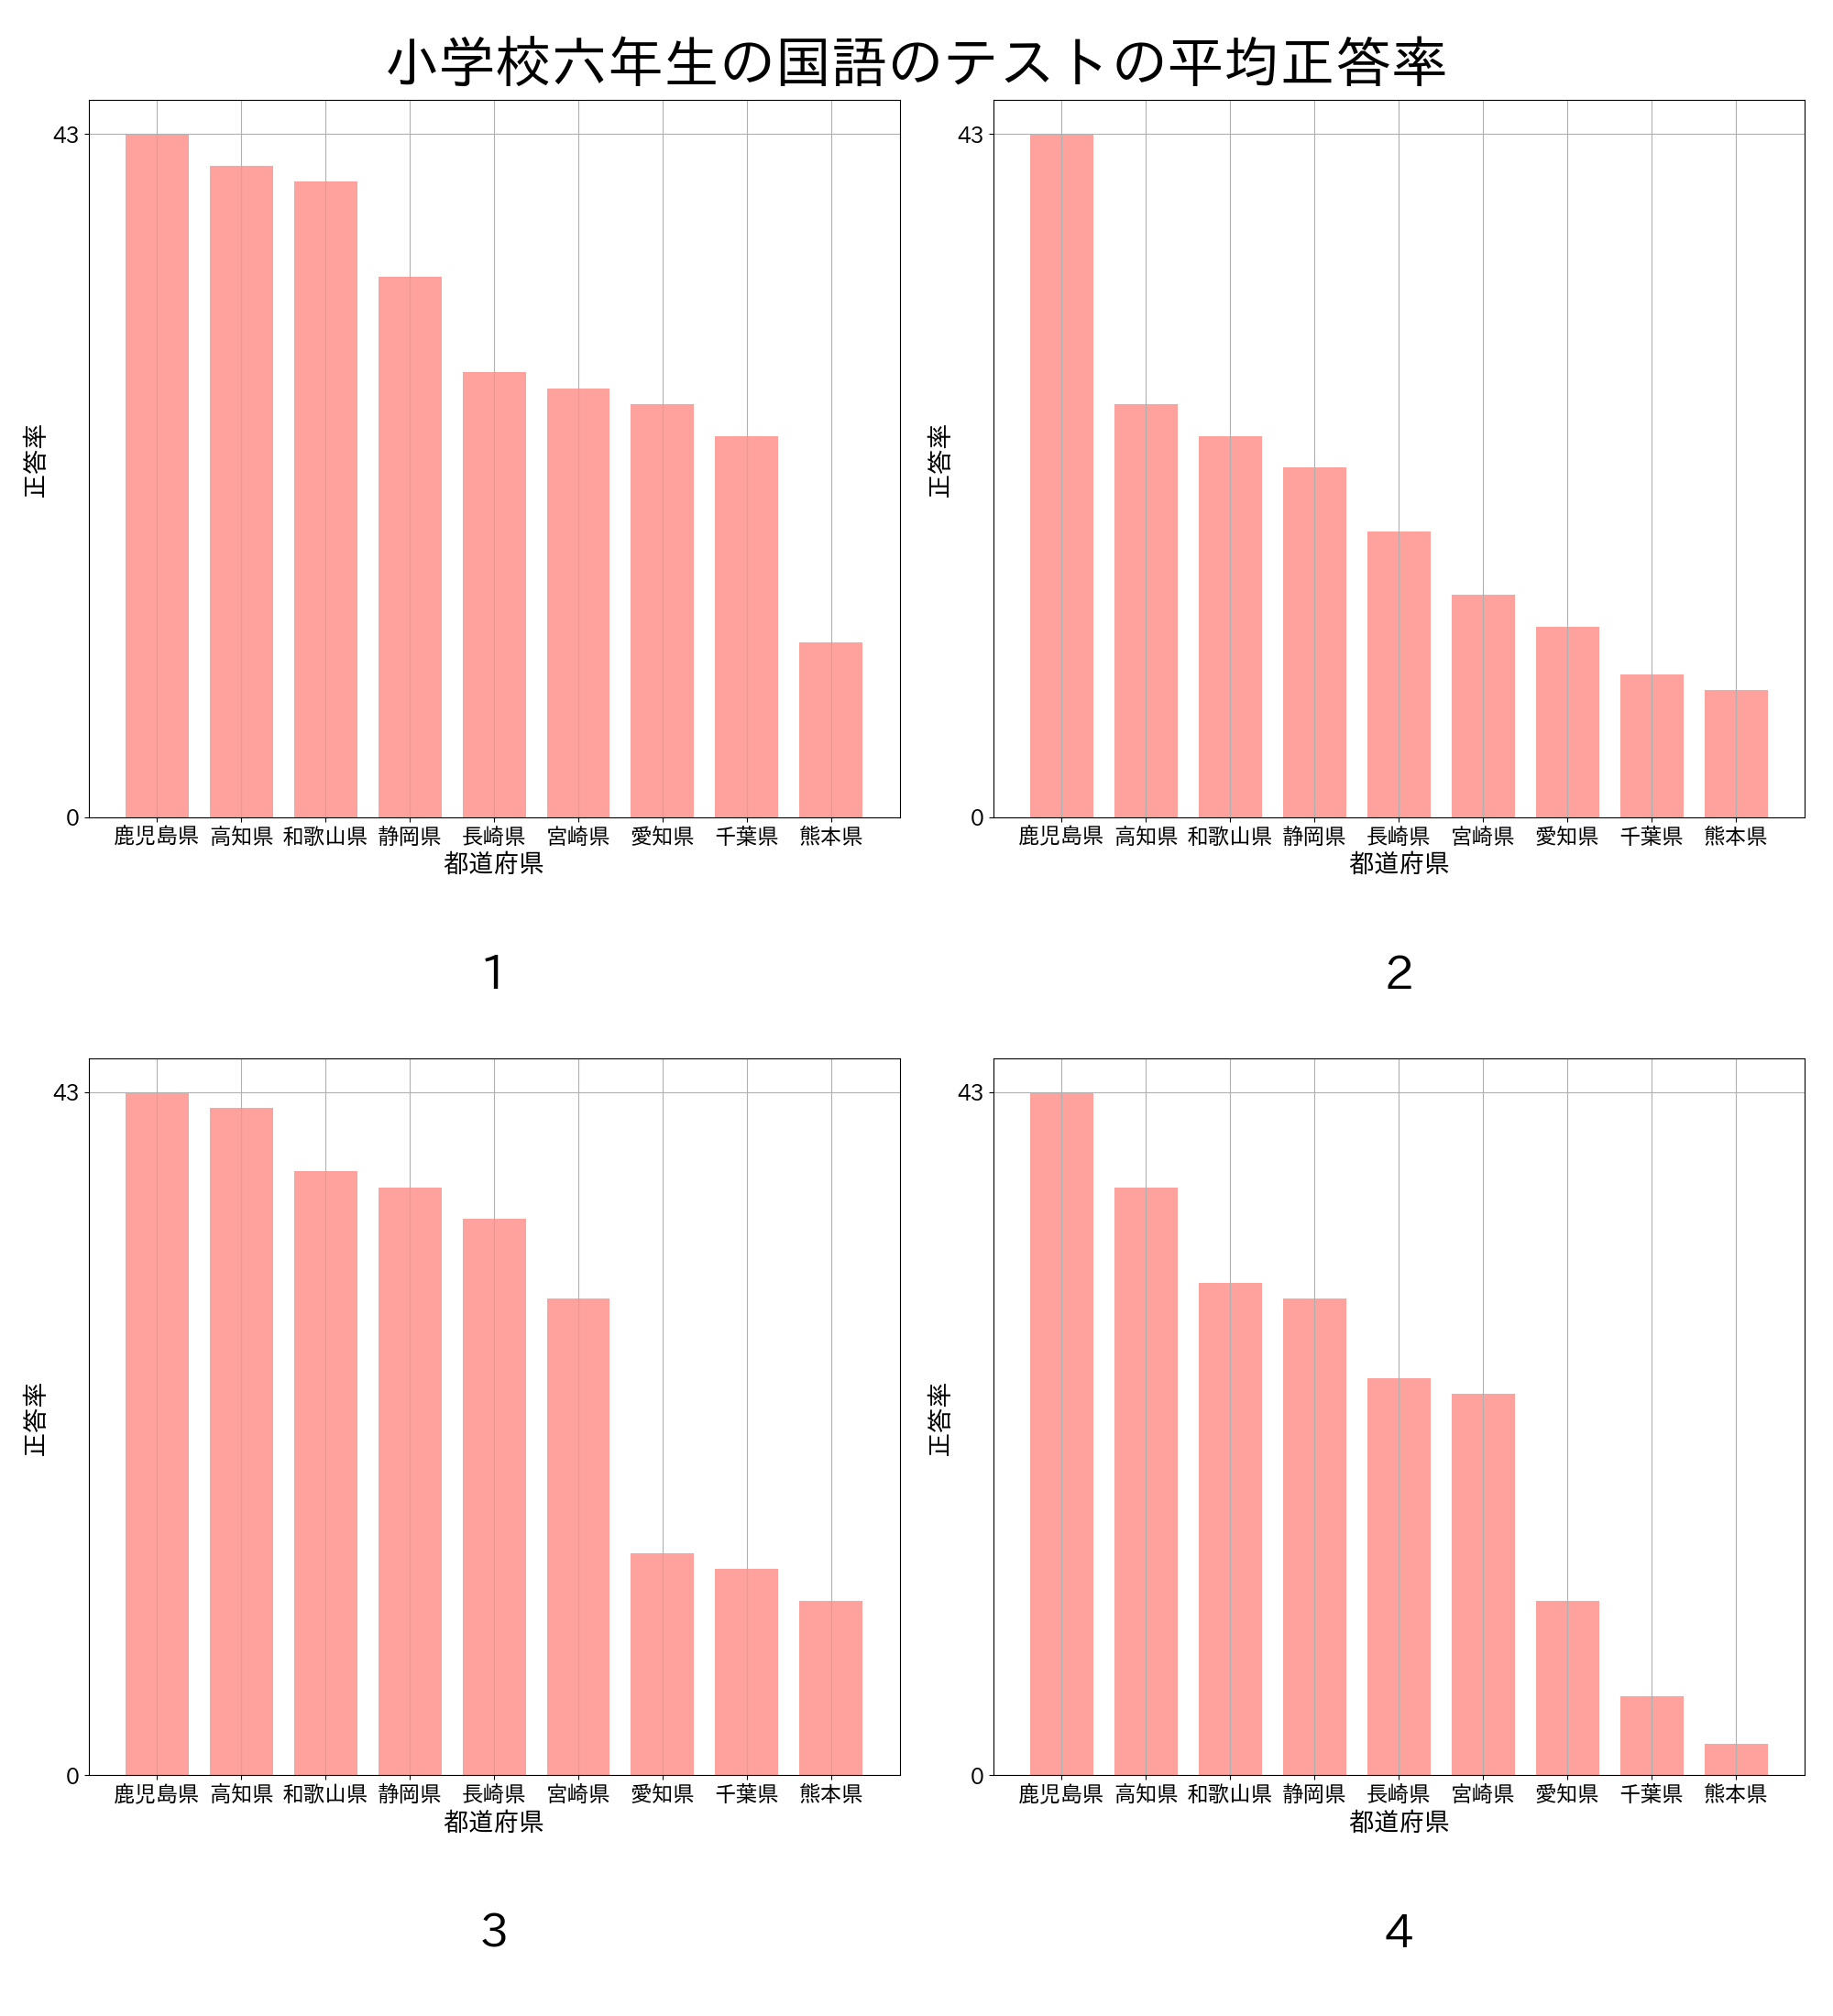 小学校六年生の国語のテストの平均正答率
43
0
正答率
鹿児島県 高知県 和歌山県 静岡県 長崎県 宮崎県 愛知県 千葉県 熊本県
都道府県
1
43
0
正答率
鹿児島県 高知県 和歌山県 静岡県 長崎県 宮崎県 愛知県 千葉県 熊本県
都道府県
2
43
0
正答率
鹿児島県 高知県 和歌山県 静岡県 長崎県 宮崎県 愛知県 千葉県 熊本県
都道府県
3
43
0
正答率
鹿児島県 高知県 和歌山県 静岡県 長崎県 宮崎県 愛知県 千葉県 熊本県
都道府県
4